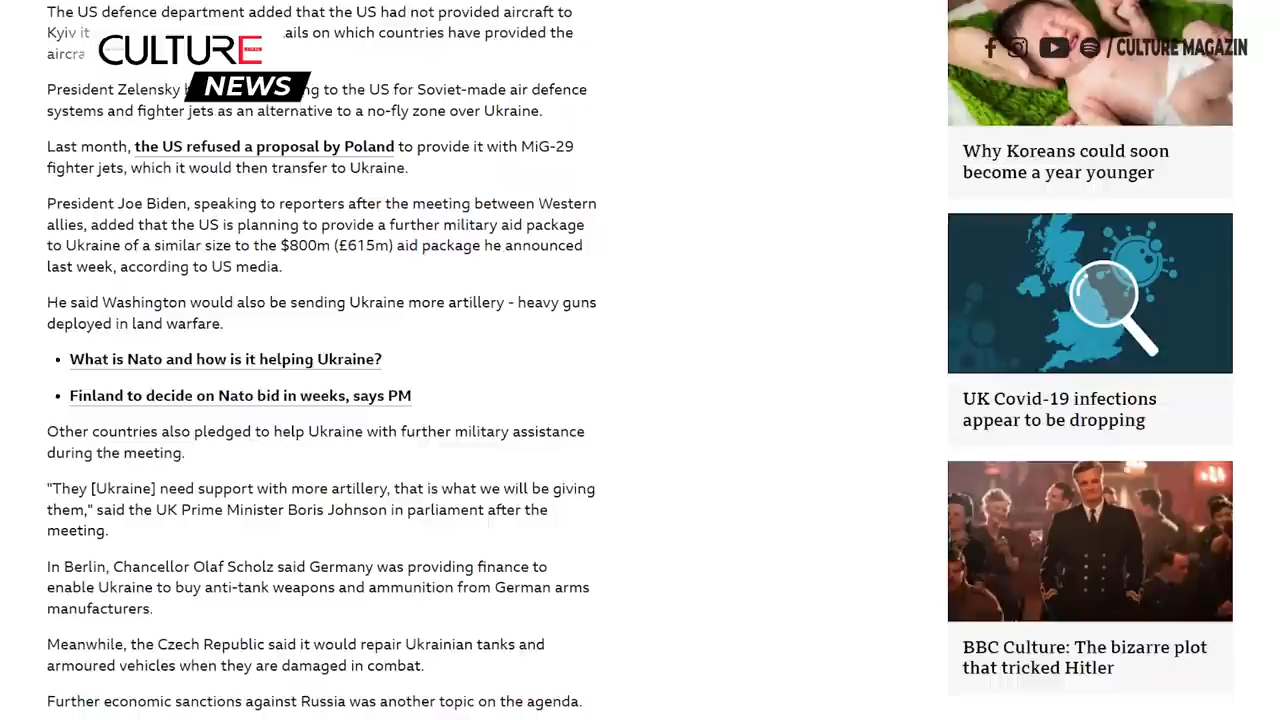 The US defence department added that the US had not provided aircraft to
Kyiv it ails on which countries have provided the
aircra
CULTURE
NEWS
/ CULTURE MAGAZIN
President Zelensky ng to the US for Soviet-made air defence
systems and fighter jets as an alternative to a no-fly zone over Ukraine.
Last month, the US refused a proposal by Poland to provide it with MiG-29
fighter jets, which it would then transfer to Ukraine.
President Joe Biden, speaking to reporters after the meeting between Western
allies, added that the US is planning to provide a further military aid package
to Ukraine of a similar size to the $800m (£615m) aid package he announced
last week, according to US media.
He said Washington would also be sending Ukraine more artillery - heavy guns
deployed in land warfare.
• What is Nato and how is it helping Ukraine?
• Finland to decide on Nato bid in weeks, says PM
Other countries also pledged to help Ukraine with further military assistance
during the meeting.
"They [Ukraine] need support with more artillery, that is what we will be giving
them," said the UK Prime Minister Boris Johnson in parliament after the
meeting.
In Berlin, Chancellor Olaf Scholz said Germany was providing finance to
enable Ukraine to buy anti-tank weapons and ammunition from German arms
manufacturers.
Meanwhile, the Czech Republic said it would repair Ukrainian tanks and
armoured vehicles when they are damaged in combat.
Further economic sanctions against Russia was another topic on the agenda.
Why Koreans could soon
become a year younger
UK Covid-19 infections
appear to be dropping
BBC Culture: The bizarre plot
that tricked Hitler